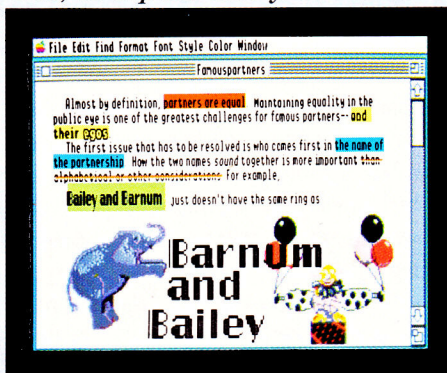 File Edit Find Format Font Style Color Window
Famouspartners
Almost by definition, partners are equal. Maintaining equality in the
public eye is one of the greatest challenges for famous partners--and
their egos
The first issue that has to be resolved is who comes first in the name of
the partnership. How the two names sound together is more important than
alphabetical or other considerations. For example,
Bailey and Barnum just doesn't have the same ring as
Barnum
and
Bailey